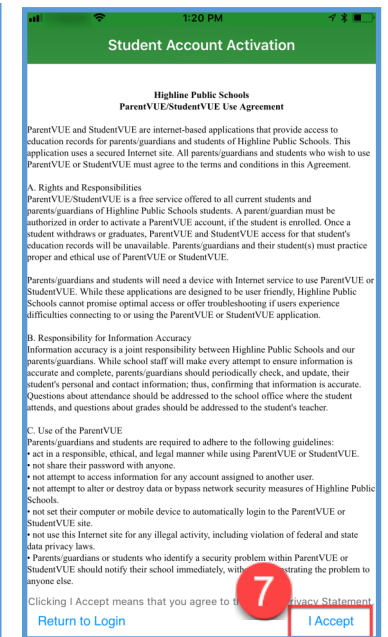 1:20 PM
Student Account Activation
Highline Public Schools
ParentVUE/StudentVUE Use Agreement
ParentVUE and StudentVUE are internet-based applications that provide access to
education records for parents/guardians and students of Highline Public Schools. This
application uses a secured Internet site. All parents/guardians and students who wish to use
ParentVUE or StudentVUE must agree to the terms and conditions in this Agreement.
A. Rights and Responsibilities
ParentVUE/StudentVUE is a free service offered to all current students and
parents/guardians of Highline Public Schools students. A parent/guardian must be
authorized in order to activate a ParentVUE account, if the student is enrolled. Once a
student withdraws or graduates, ParentVUE and StudentVUE access for that student's
education records will be unavailable. Parents/guardians and their student(s) must practice
proper and ethical use of ParentVUE or StudentVUE.
Parents/guardians and students will need a device with Internet service to use ParentVUE or
StudentVUE. While these applications are designed to be user friendly, Highline Public
Schools cannot promise optimal access or offer troubleshooting if users experience
difficulties connecting to or using the ParentVUE or StudentVUE application.
B. Responsibility for Information Accuracy
Information accuracy is a joint responsibility between Highline Public Schools and our
parents/guardians. While school staff will make every attempt to ensure information is
accurate and complete, parents/guardians should periodically check, and update, their
student's personal and contact information; thus, confirming that information is accurate.
Questions about attendance should be addressed to the school office where the student
attends, and questions about grades should be addressed to the student's teacher.
C. Use of the ParentVUE
Parents/guardians and students are required to adhere to the following guidelines:
• act in a responsible, ethical, and legal manner while using ParentVUE or StudentVUE.
• not share their password with anyone.
• not attempt to access information for any account assigned to another user.
• not attempt to alter or destroy data or bypass network security measures of Highline Public
Schools.
• not set their computer or mobile device to automatically login to the ParentVUE or
StudentVUE site.
• not use this Internet site for any illegal activity, including violation of federal and state
data privacy laws.
• Parents/guardians or students who identify a security problem within ParentVUE or
StudentVUE should notify their school immediately, the problem to
anyone else.
Clicking I Accept means that you agree to Statement
7
Return to Login
I Accept